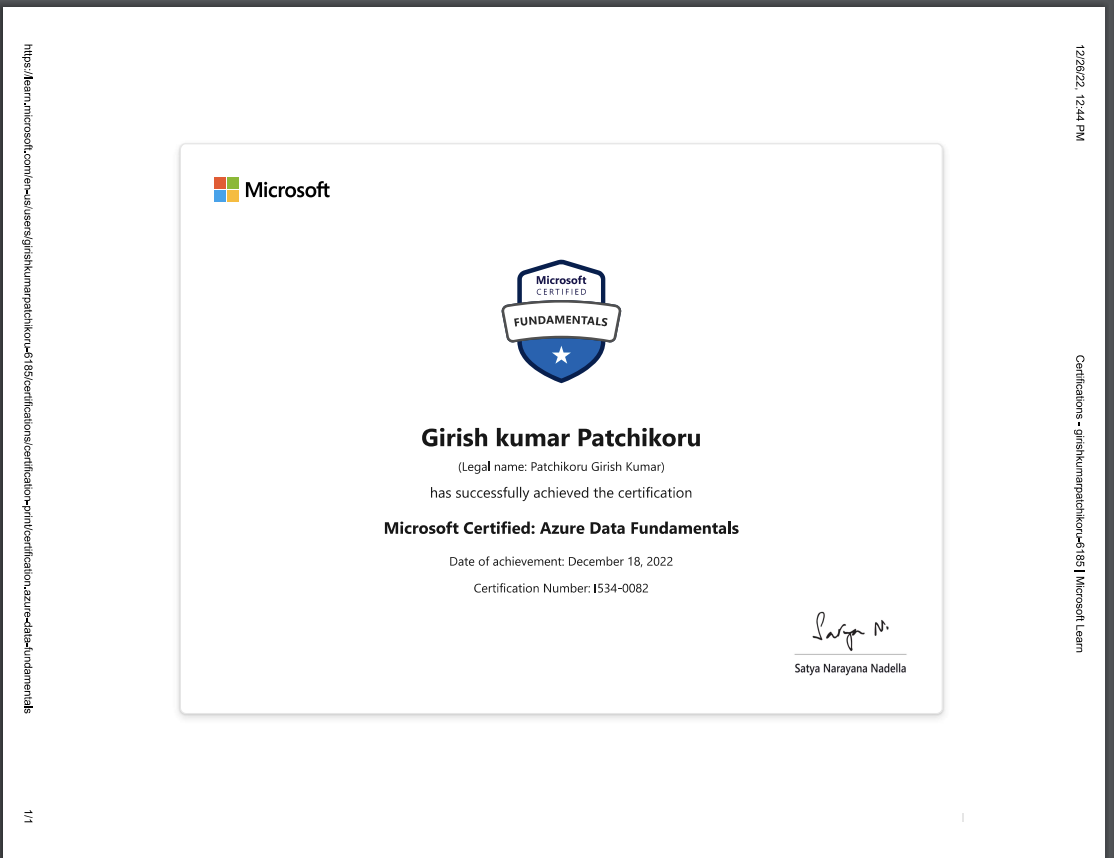 12/26/22, 12:44 PM
Certifications - girishkumarpatchikoru-6185 | Microsoft Learn
Microsoft
Microsoft
CERTIFIED
FUNDAMENTALS
Girish kumar Patchikoru
(Legal name: Patchikoru Girish Kumar)
has successfully achieved the certification
Microsoft Certified: Azure Data Fundamentals
Date of achievement: December 18, 2022
Certification Number: I534-0082
Satya N.
Satya Narayana Nadella
https://learn.microsoft.com/en-us/users/girishkumarpatchikoru-6185/certifications/certification-print/certification.azure-data-fundamentals
1/1